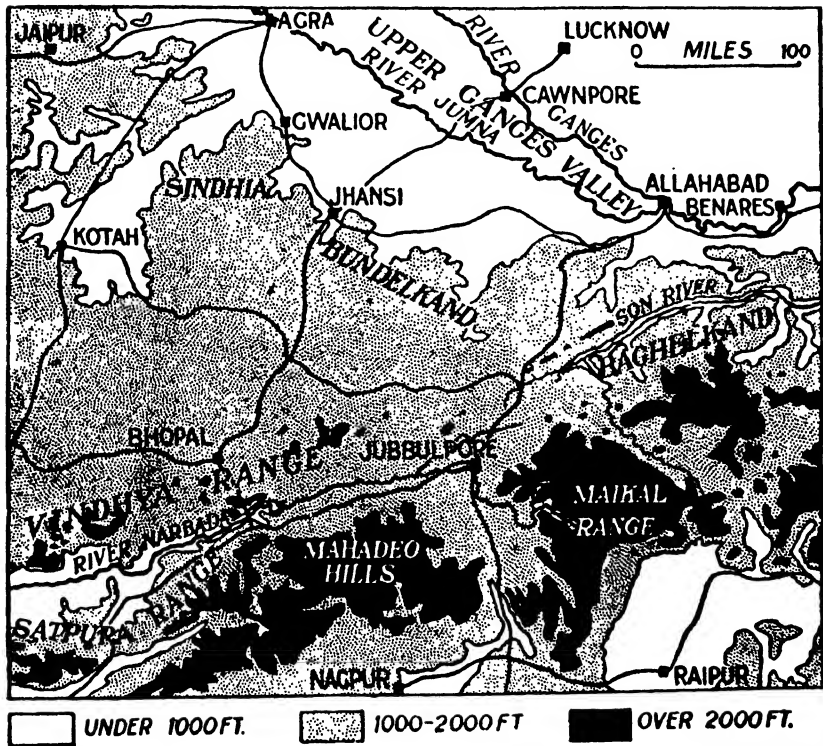 JAIPUR
AGRA
LUCKNOW
0 MILES 100
UPPER GANGES VALLEY
RIVER JUMNA
RIVER GANGES
CAWNPORE
GWALIOR
SINDHIA
JHANSI
ALLAHABAD
BENARES
KOTAH
BUNDELKAND
SON RIVER
BAGHELKAND
BHOPAL
JUBBULPORE
VINDHYA RANGE
RIVER NARBADA
MAIKAL
RANGE
MAHADEO
HILLS
SATPURA RANGE
NAGPUR
RAIPUR
UNDER 1000 FT.
1000-2000 FT
OVER 2000 FT.